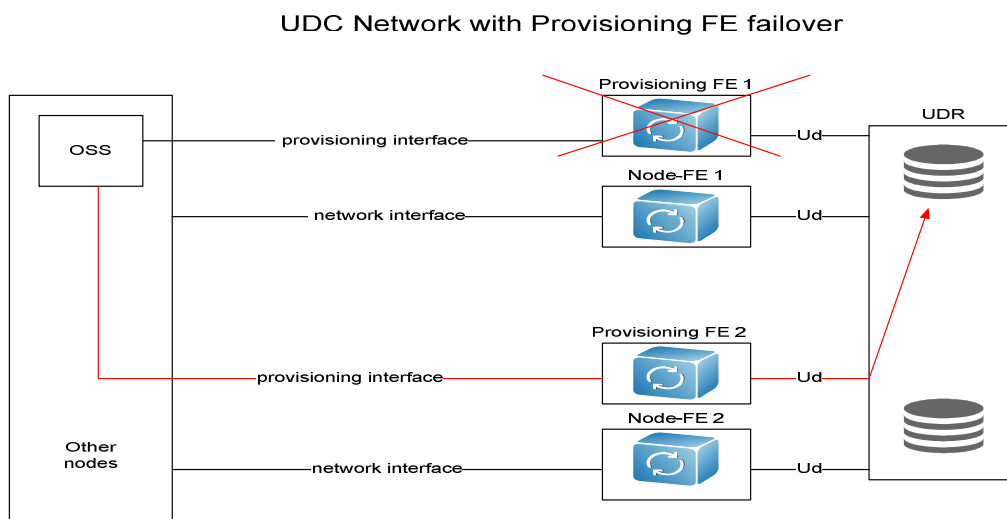 UDC Network with Provisioning FE failover
Provisioning FE 1
UDR
OSS
provisioning interface
Ud
Node-FE 1
network interface
Ud
Provisioning FE 2
provisioning interface
Ud
Node-FE 2
Other
nodes
network interface
Ud